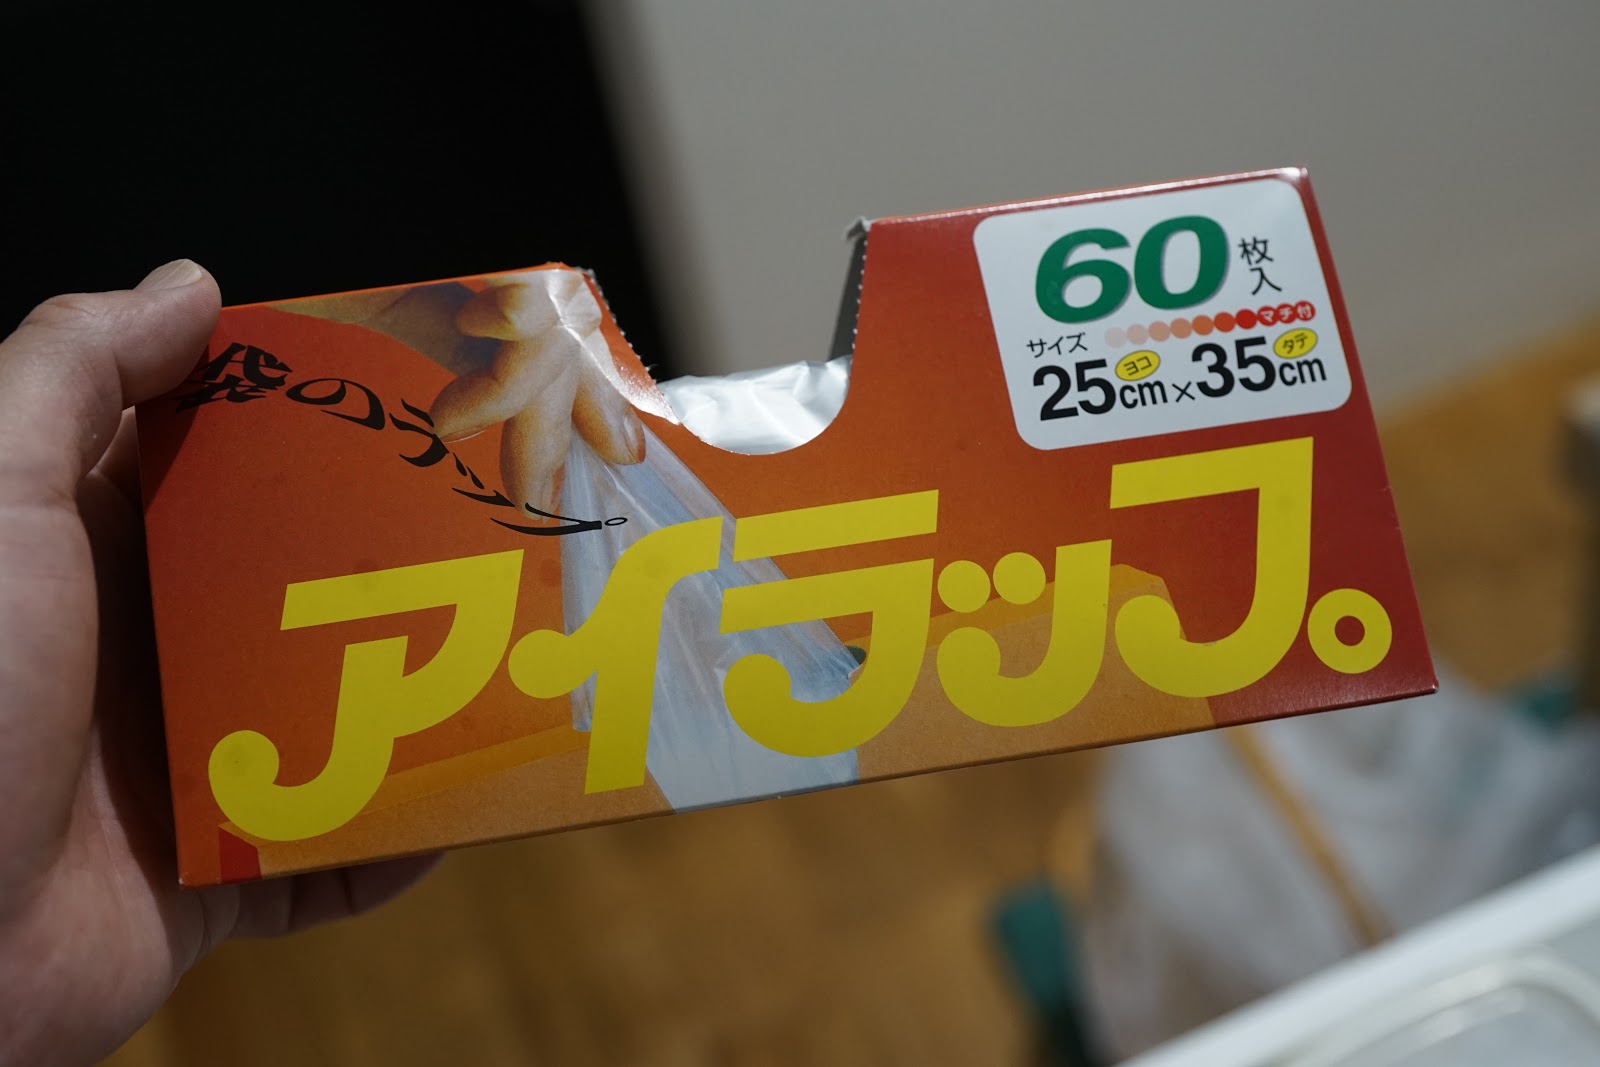 袋のラップ。
アイラップ。
60枚入
マチ付
サイズ
ヨコ タテ
25cm×35cm